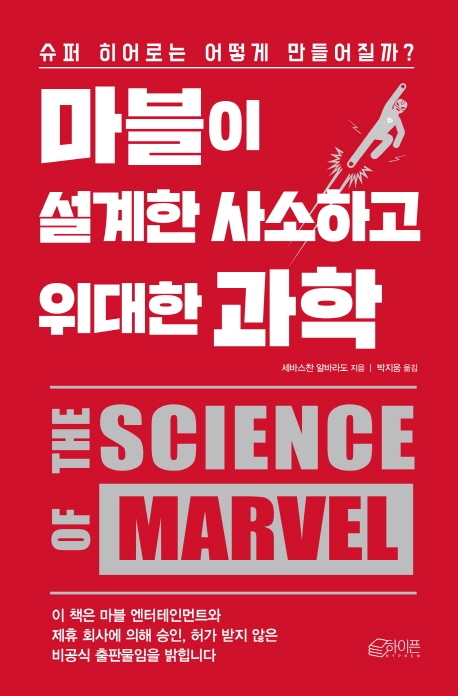 슈퍼 히어로는 어떻게 만들어질까?
마블이
설계한 사소하고
위대한 과학
세바스찬 알바라도 지음 | 박지웅 옮김
THE SCIENCE
OF MARVEL
이 책은 마블 엔터테인먼트와
제휴 회사에 의해 승인, 허가 받지 않은
비공식 출판물임을 밝힙니다
하이픈
HYPHEN